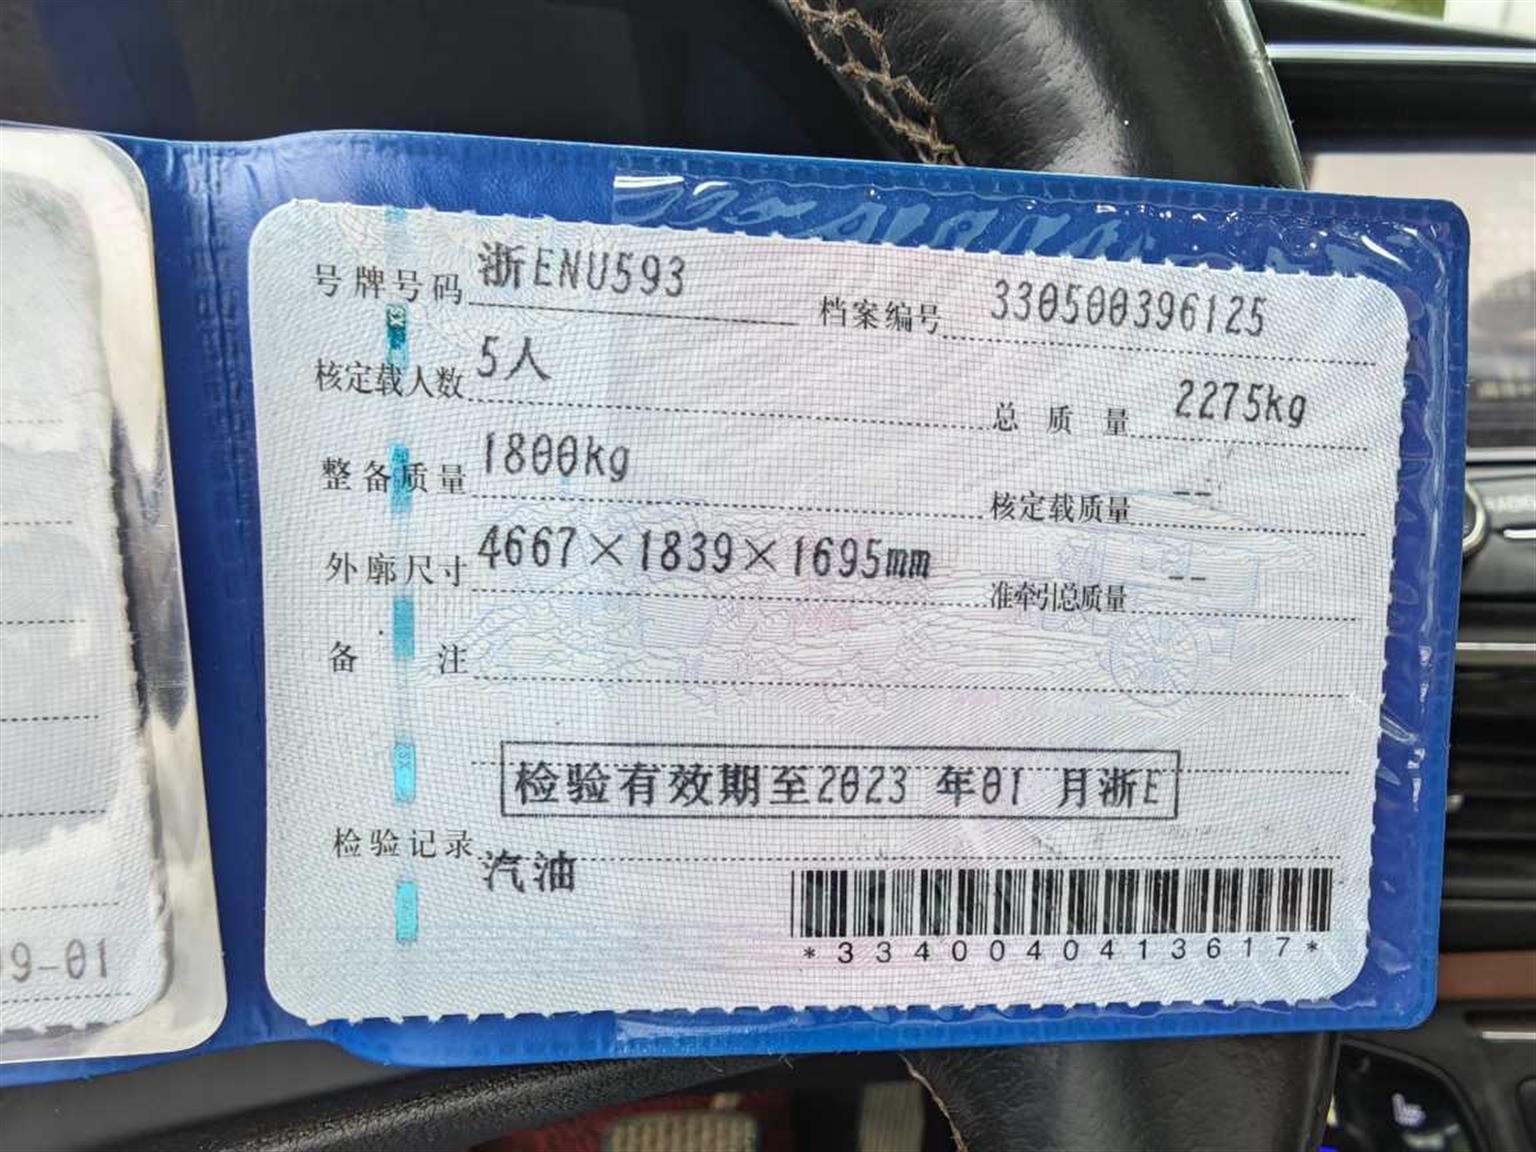 号牌号码 浙ENU593 档案编号 330500396125
核定载人数 5人 总质量 2275kg
整备质量 1800kg 核定载质量 --
外廓尺寸 4667×1839×1695mm 准牵引总质量 --
备注
检验有效期至2023 年01 月浙E
检验记录 汽油
*3340040413617*
9-01